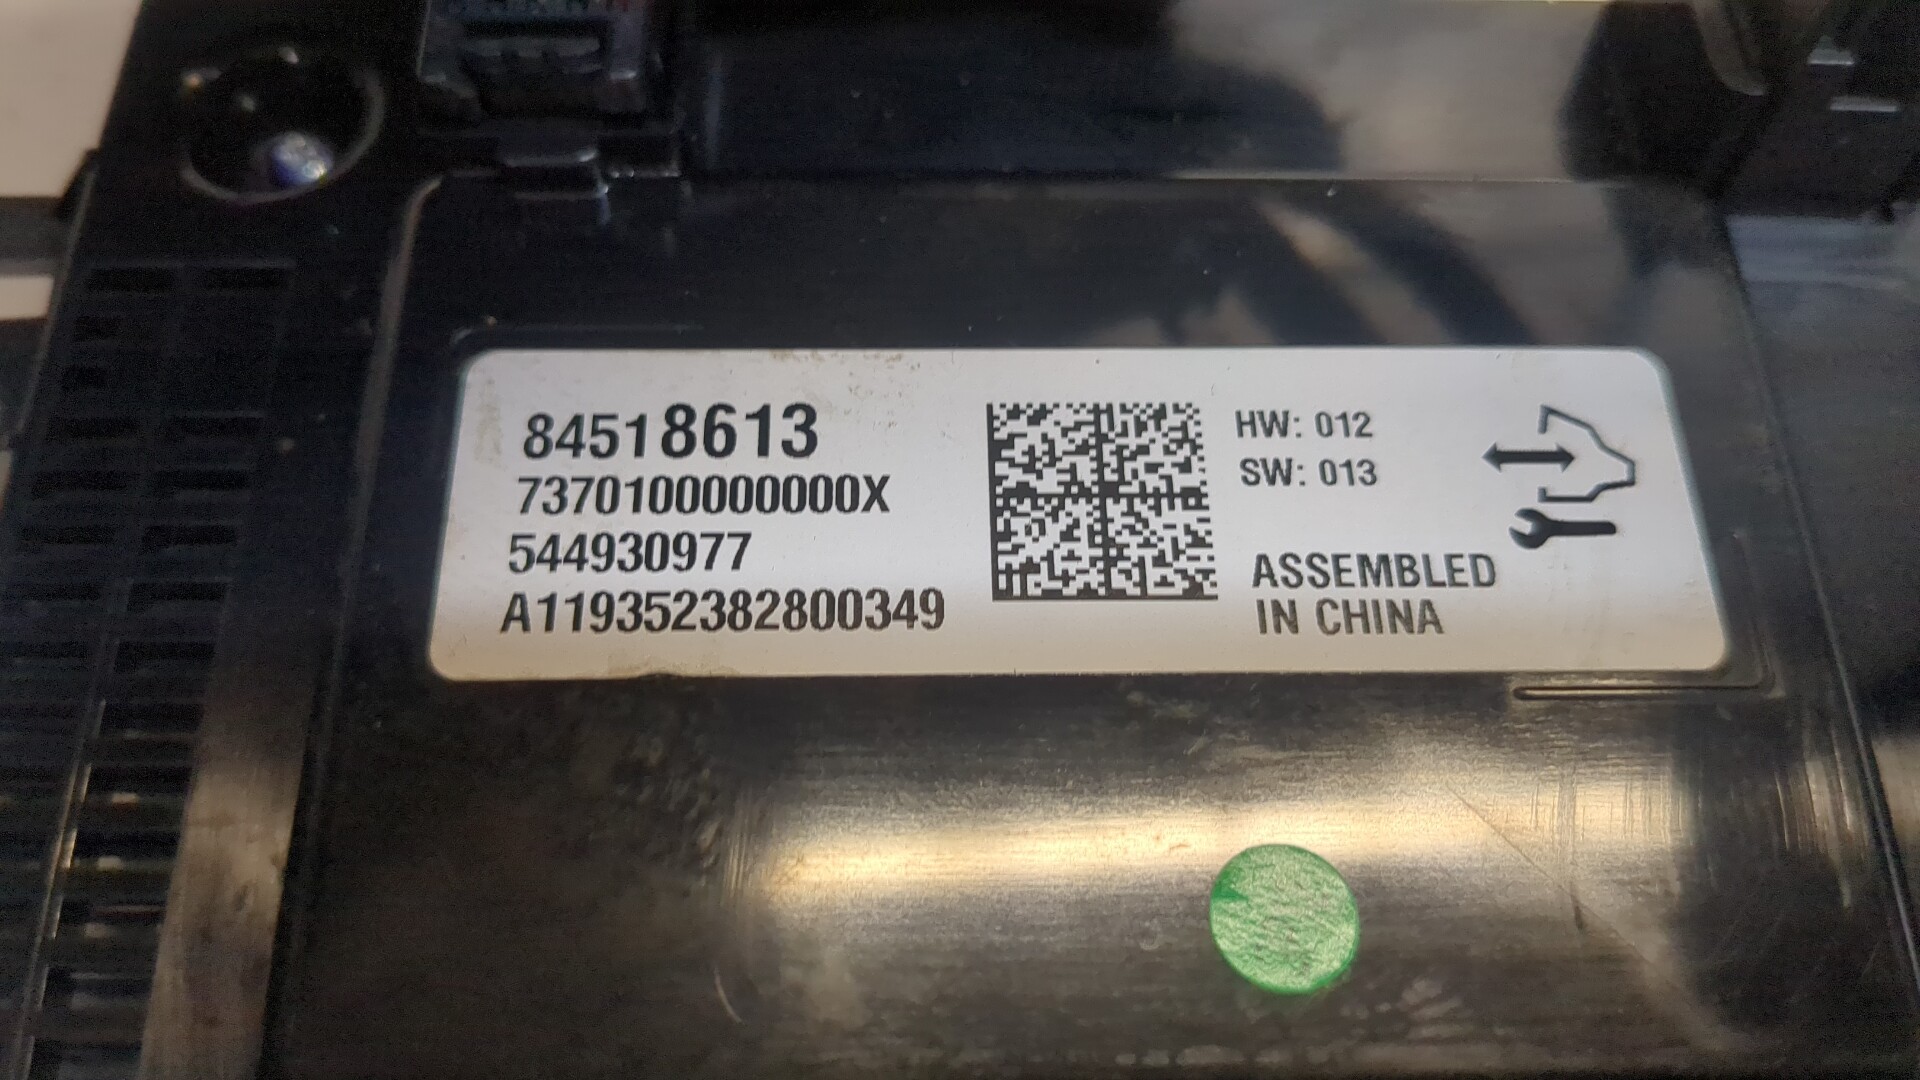 84518613
7370100000000X
544930977
A119352382800349
HW: 012
SW: 013
ASSEMBLED
IN CHINA